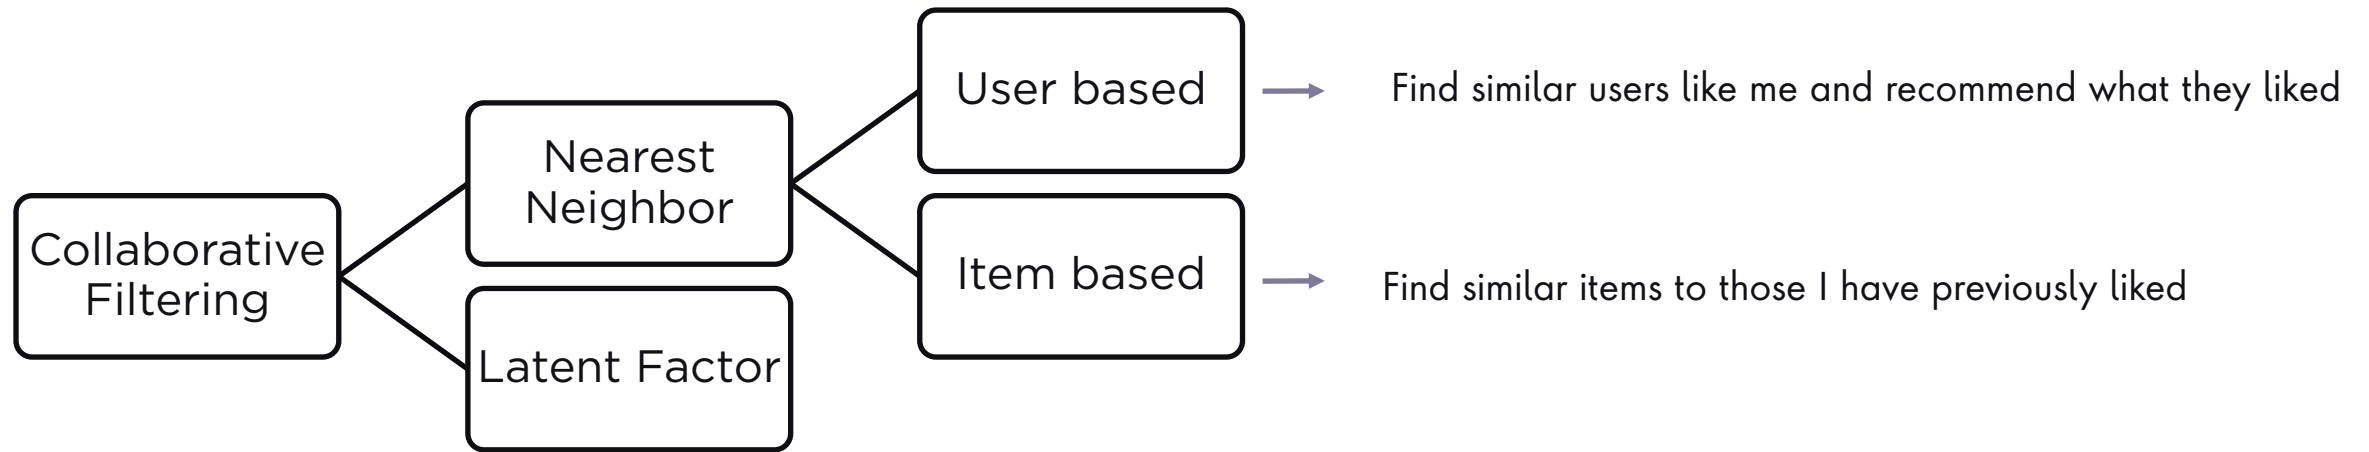 Collaborative
Filtering
Nearest
Neighbor
Latent Factor
User based
Find similar users like me and recommend what they liked
Item based
Find similar items to those I have previously liked